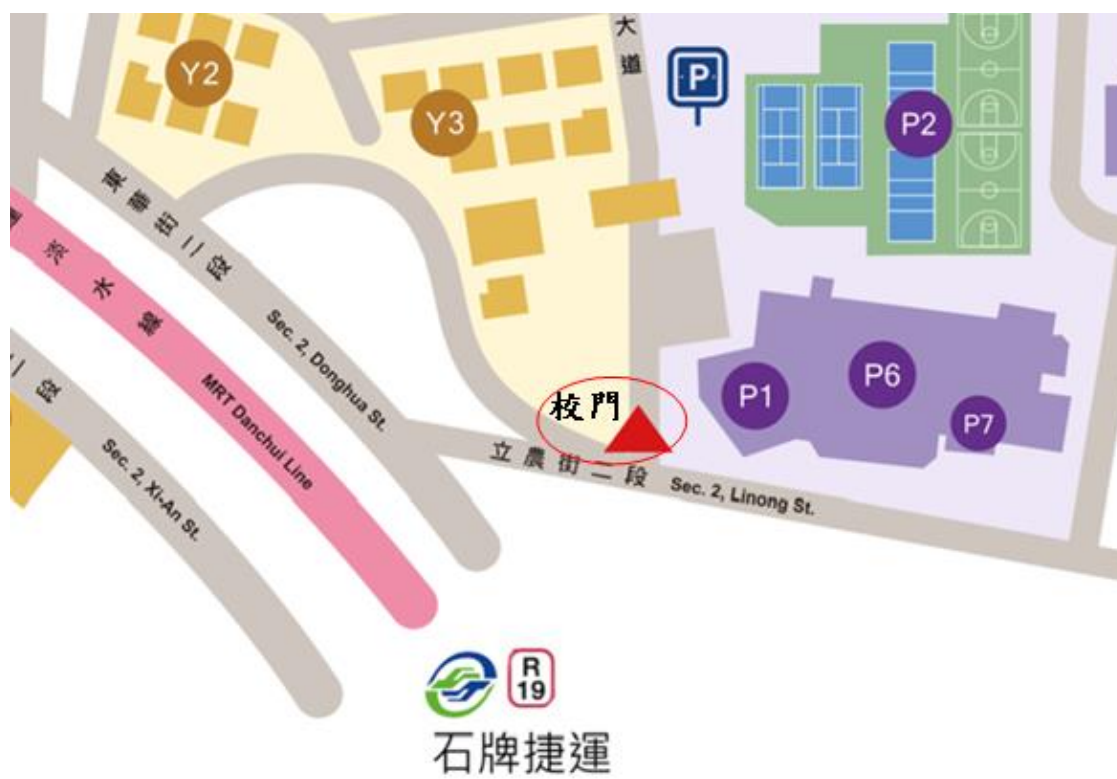 大道
P
Y2
P2
Y3
東華街二段
淡水線
Sec. 2, Donghua St.
MRT Danchui Line
段
Sec. 2, Xi-An St.
校門
P1
P6
P7
立農街二段 Sec. 2, Linong St.
R
19
石牌捷運